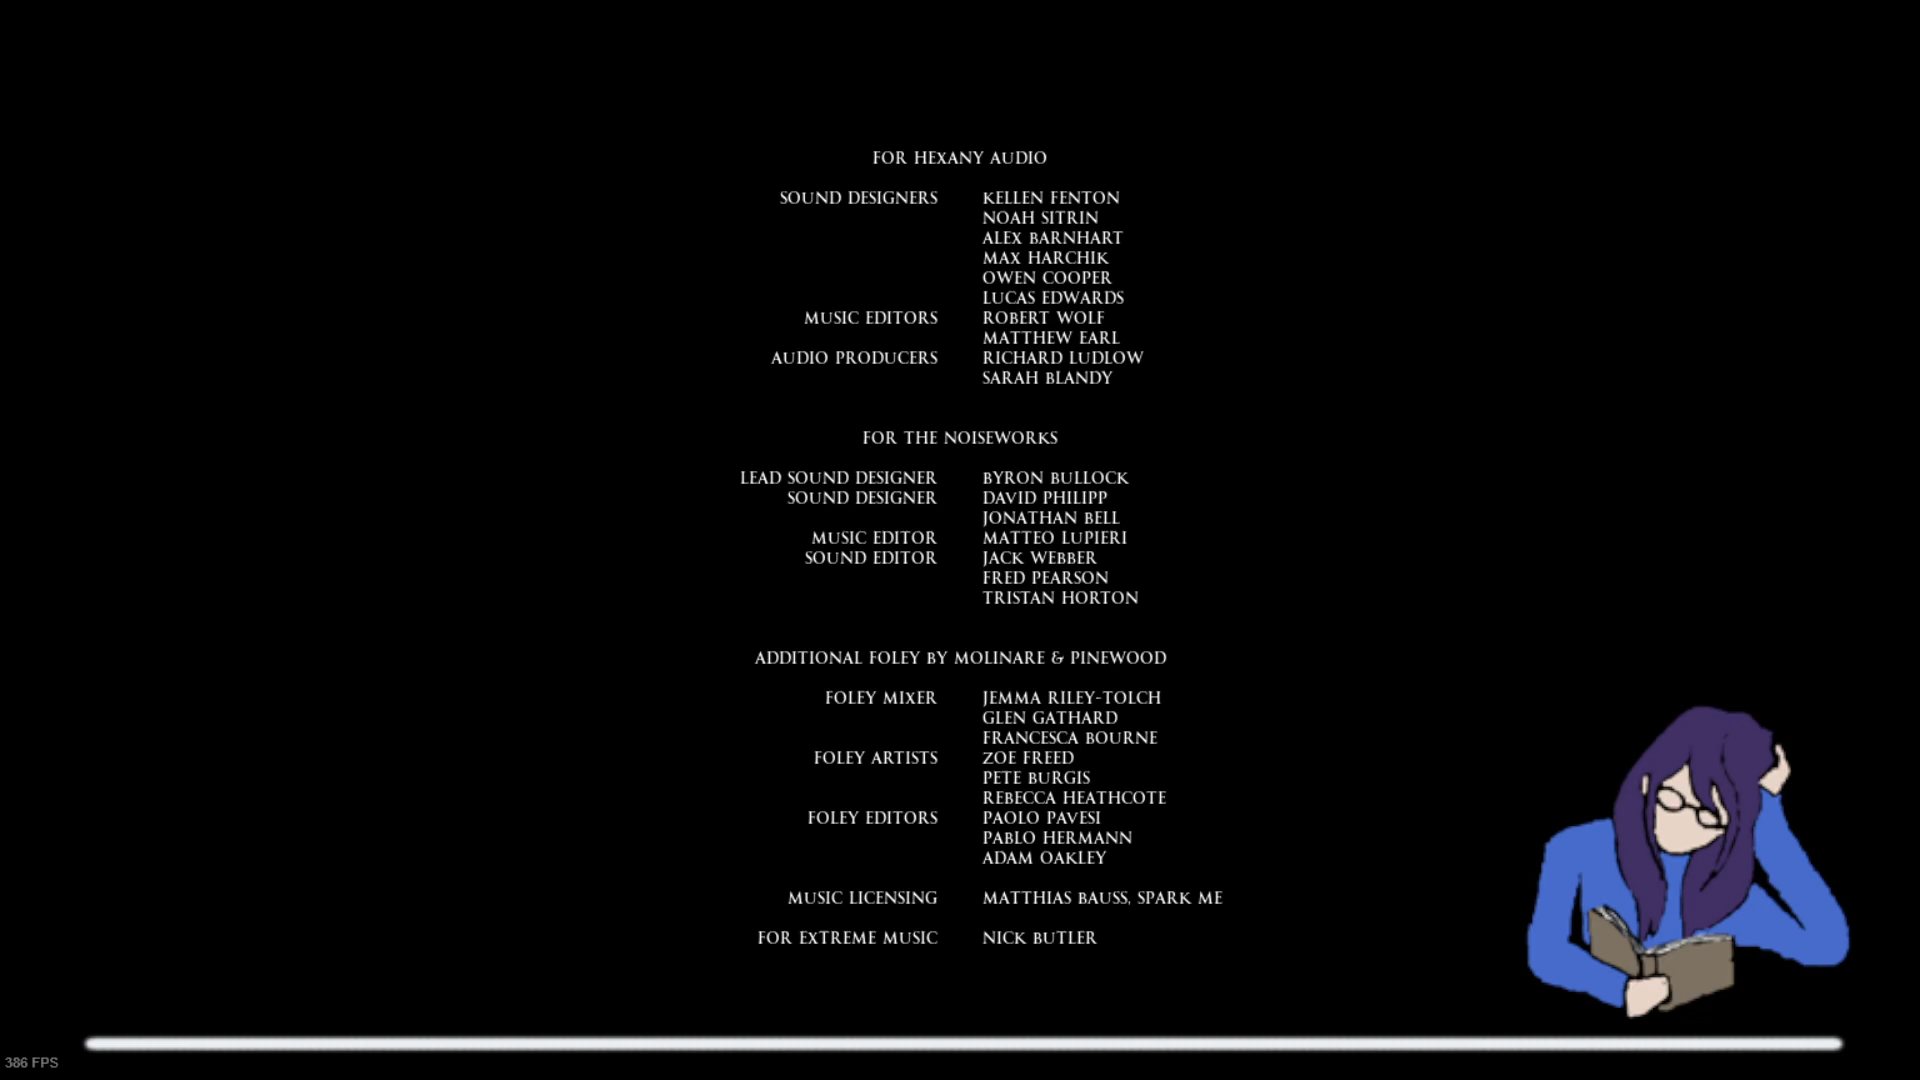 FOR HEXANY AUDIO
SOUND DESIGNERS KELLEN FENTON
NOAH SITRIN
ALEX BARNHART
MAX HARCHIK
OWEN COOPER
LUCAS EDWARDS
MUSIC EDITORS ROBERT WOLF
MATTHEW EARL
AUDIO PRODUCERS RICHARD LUDLOW
SARAH BLANDY
FOR THE NOISEWORKS
LEAD SOUND DESIGNER BYRON BULLOCK
SOUND DESIGNER DAVID PHILIPP
JONATHAN BELL
MUSIC EDITOR MATTEO LUPIERI
SOUND EDITOR JACK WEBBER
FRED PEARSON
TRISTAN HORTON
ADDITIONAL FOLEY BY MOLINARE & PINEWOOD
FOLEY MIXER JEMMA RILEY-TOLCH
GLEN GATHARD
FRANCESCA BOURNE
FOLEY ARTISTS ZOE FREED
PETE BURGIS
REBECCA HEATHCOTE
FOLEY EDITORS PAOLO PAVESI
PABLO HERMANN
ADAM OAKLEY
MUSIC LICENSING MATTHIAS BAUSS, SPARK ME
FOR EXTREME MUSIC NICK BUTLER
386 FPS